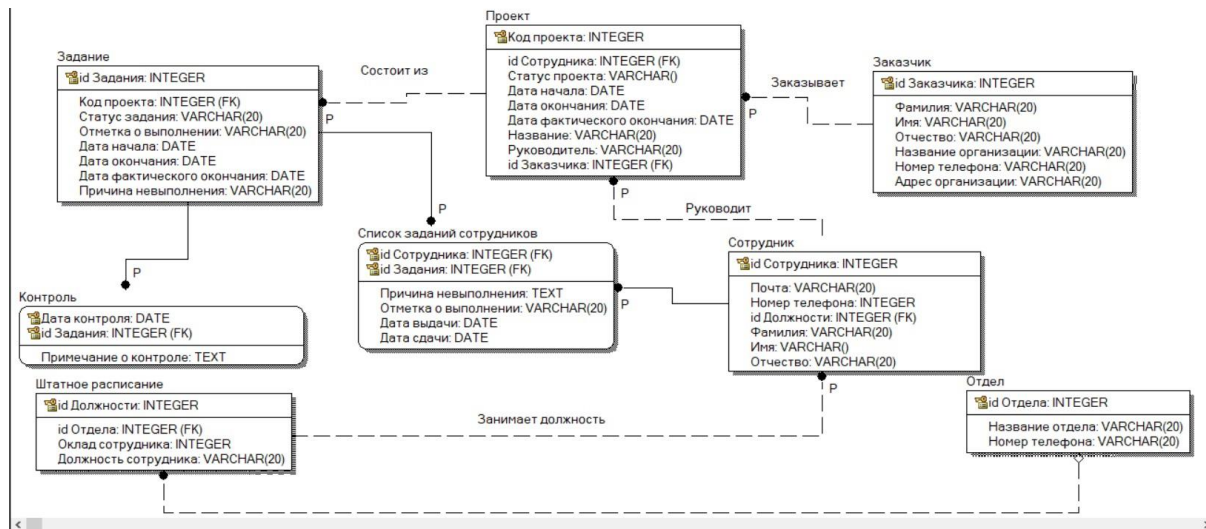 Проект
Код проекта: INTEGER
id Сотрудника: INTEGER (FK)
Статус проекта: VARCHAR()
Дата начала: DATE
Дата окончания: DATE
Дата фактического окончания: DATE
Название: VARCHAR(20)
Руководитель: VARCHAR(20)
id Заказчика: INTEGER (FK)
Задание
id Задания: INTEGER
Код проекта: INTEGER (FK)
Статус задания: VARCHAR(20)
Отметка о выполнении: VARCHAR(20)
Дата начала: DATE
Дата окончания: DATE
Дата фактического окончания: DATE
Причина невыполнения: VARCHAR(20)
Состоит из
P
Заказывает
P
Заказчик
id Заказчика: INTEGER
Фамилия: VARCHAR(20)
Имя: VARCHAR(20)
Отчество: VARCHAR(20)
Название организации: VARCHAR(20)
Номер телефона: VARCHAR(20)
Адрес организации: VARCHAR(20)
P
Руководит
P
Список заданий сотрудников
id Сотрудника: INTEGER (FK)
id Задания: INTEGER (FK)
Причина невыполнения: TEXT
Отметка о выполнении: VARCHAR(20)
Дата выдачи: DATE
Дата сдачи: DATE
P
Сотрудник
id Сотрудника: INTEGER
Почта: VARCHAR(20)
Номер телефона: INTEGER
id Должности: INTEGER (FK)
Фамилия: VARCHAR(20)
Имя: VARCHAR()
Отчество: VARCHAR(20)
P
P
Контроль
Дата контроля: DATE
id Задания: INTEGER (FK)
Примечание о контроле: TEXT
Штатное расписание
id Должности: INTEGER
id Отдела: INTEGER (FK)
Оклад сотрудника: INTEGER
Должность сотрудника: VARCHAR(20)
Занимает должность
Отдел
id Отдела: INTEGER
Название отдела: VARCHAR(20)
Номер телефона: VARCHAR(20)